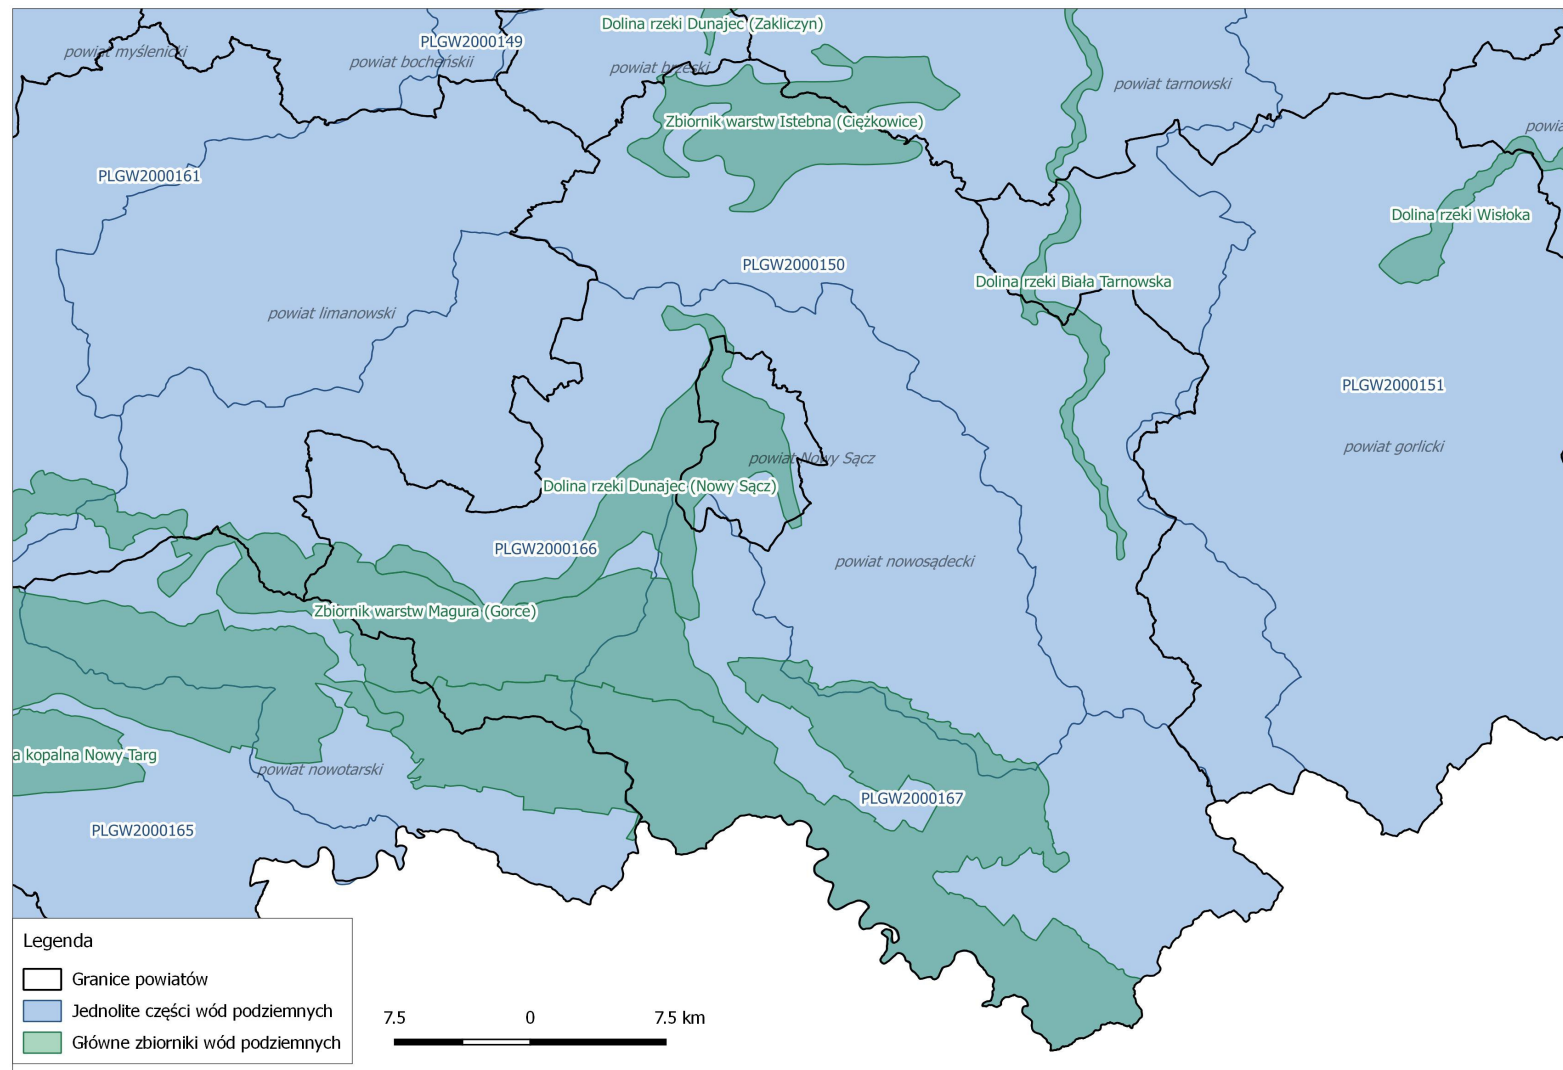 Dolina rzeki Dunajec (Zakliczyn)
PLGW2000149
powiat myślenicki
powiat bocheńskii
powiat brzeski
powiat tarnowski
Zbiornik warstw Istebna (Ciężkowice)
powia
PLGW2000161
Dolina rzeki Wisłoka
PLGW2000150
Dolina rzeki Biała Tarnowska
powiat limanowski
PLGW2000151
powiat gorlicki
powiat Nowy Sącz
Dolina rzeki Dunajec (Nowy Sącz)
PLGW2000166
powiat nowosądecki
Zbiornik warstw Magura (Gorce)
a kopalna Nowy Targ
powiat nowotarski
PLGW2000167
PLGW2000165
Legenda
Granice powiatów
Jednolite części wód podziemnych
Główne zbiorniki wód podziemnych
7.5 0 7.5 km